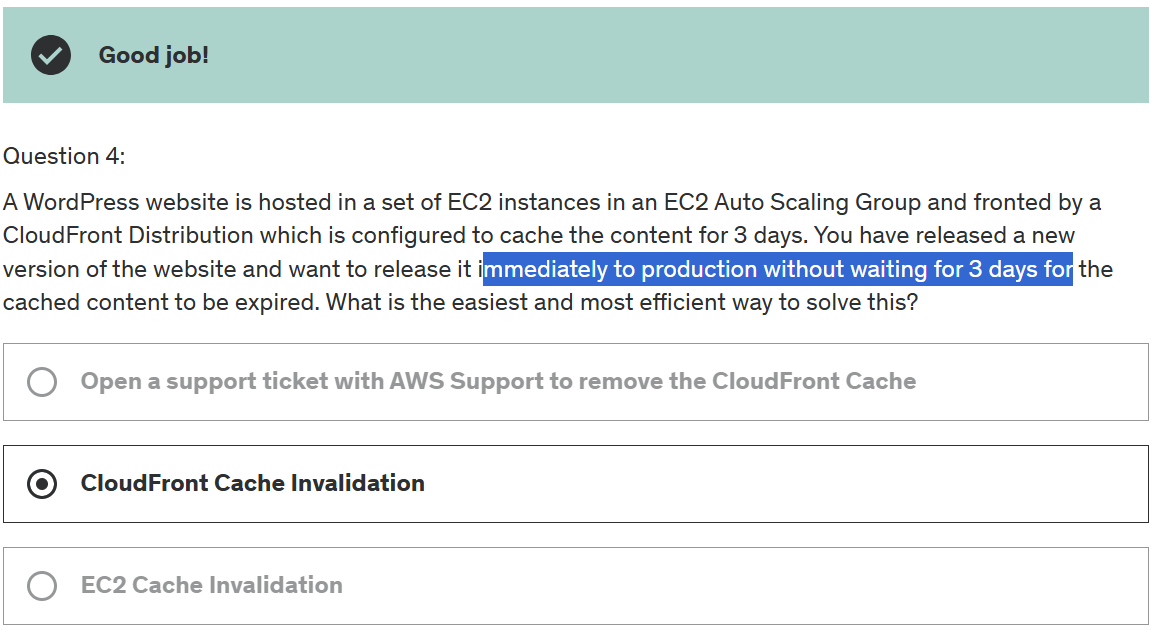 Good job!
Question 4:
A WordPress website is hosted in a set of EC2 instances in an EC2 Auto Scaling Group and fronted by a
CloudFront Distribution which is configured to cache the content for 3 days. You have released a new
version of the website and want to release it immediately to production without waiting for 3 days for the
cached content to be expired. What is the easiest and most efficient way to solve this?
Open a support ticket with AWS Support to remove the CloudFront Cache
CloudFront Cache Invalidation
EC2 Cache Invalidation